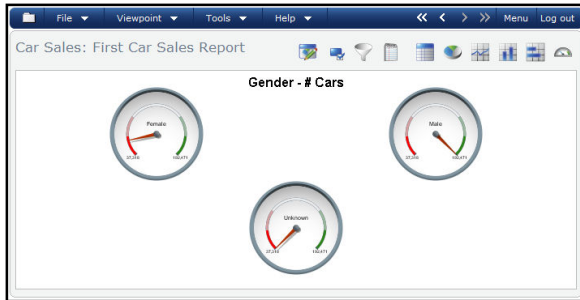 File Viewpoint Tools Help Menu Log out
Car Sales: First Car Sales Report
Gender - # Cars
Female
Male
Unknown